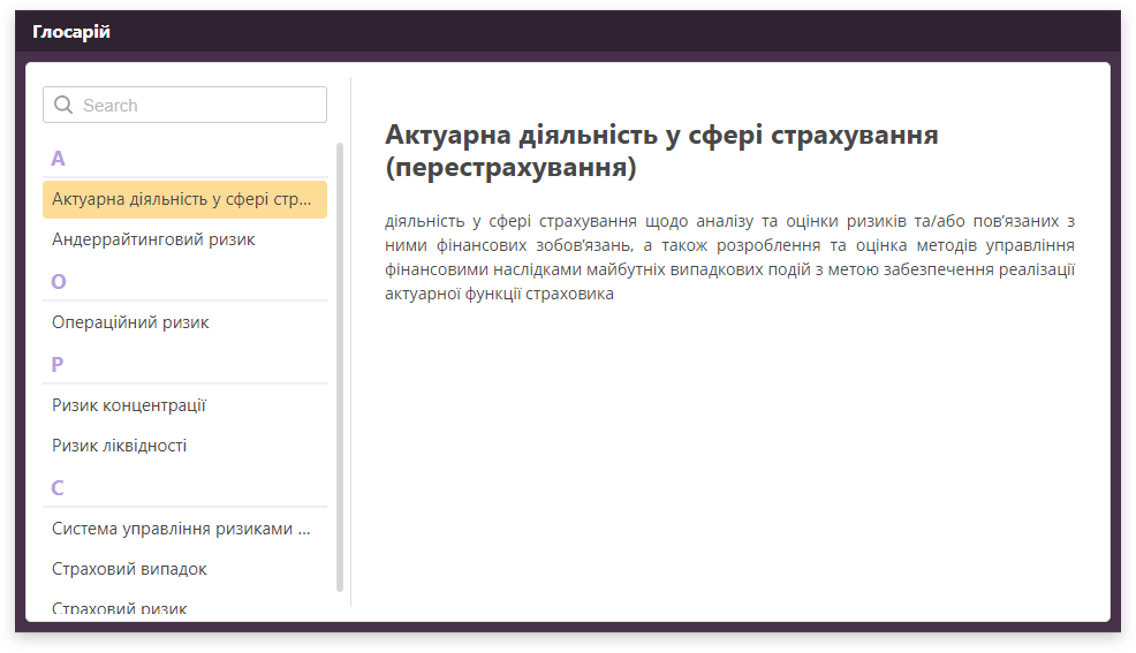 Глосарій
Search
А
Актуарна діяльність у сфері стр...
Андеррайтинговий ризик
О
Операційний ризик
Р
Ризик концентрації
Ризик ліквідності
С
Система управління ризиками ...
Страховий випадок
Страховий ризик
Актуарна діяльність у сфері страхування
(перестрахування)
діяльність у сфері страхування щодо аналізу та оцінки ризиків та/або пов’язаних з
ними фінансових зобов’язань, а також розроблення та оцінка методів управління
фінансовими наслідками майбутніх випадкових подій з метою забезпечення реалізації
актуарної функції страховика